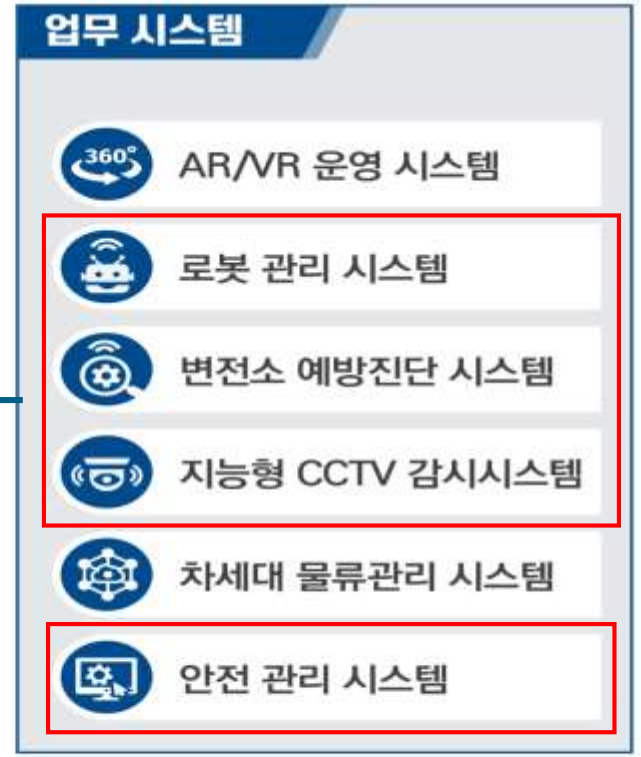 업무 시스템
360°
AR/VR 운영 시스템
로봇 관리 시스템
변전소 예방진단 시스템
지능형 CCTV 감시시스템
차세대 물류관리 시스템
안전 관리 시스템